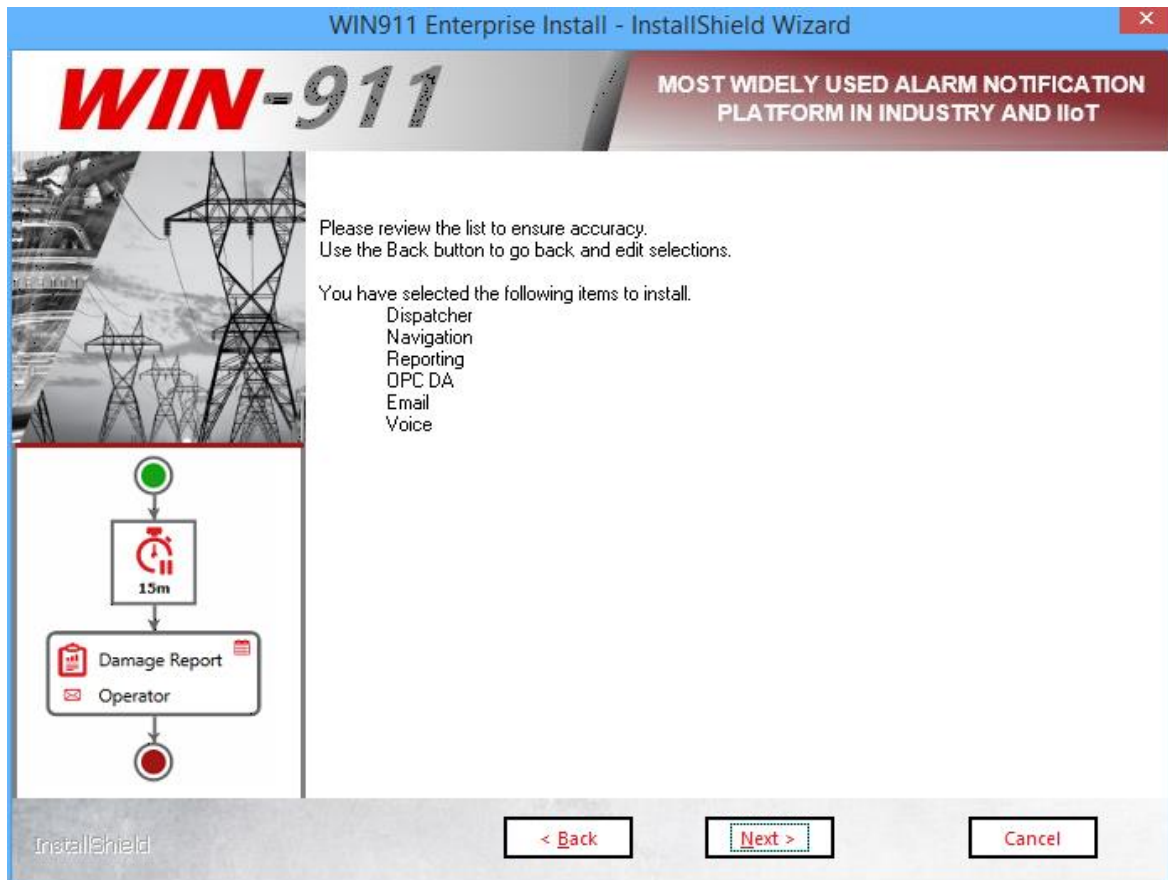 WIN911 Enterprise Install - InstallShield Wizard
WIN-911
MOST WIDELY USED ALARM NOTIFICATION
PLATFORM IN INDUSTRY AND IIoT
Please review the list to ensure accuracy.
Use the Back button to go back and edit selections.
You have selected the following items to install.
Dispatcher
Navigation
Reporting
OPC DA
Email
Voice
15m
Damage Report
Operator
InstallShield
< Back
Next >
Cancel